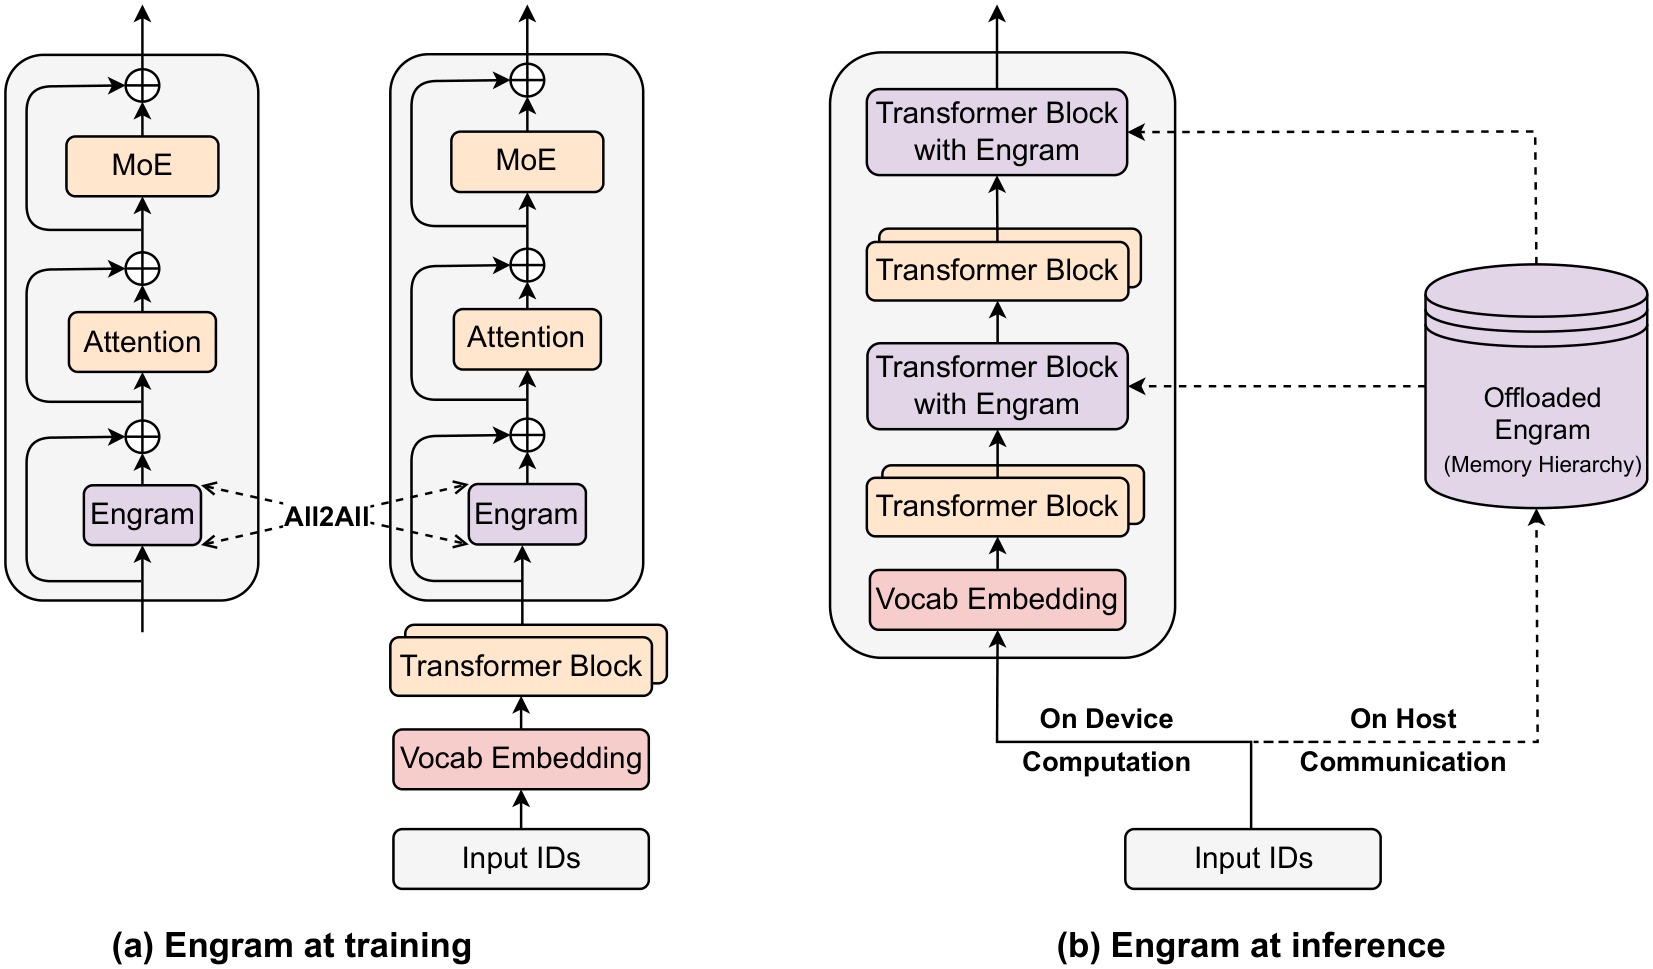 MoE
Attention
Engram
All2All
MoE
Attention
Engram
Transformer Block
Vocab Embedding
Input IDs
(a) Engram at training
Transformer Block
with Engram
Transformer Block
Transformer Block
with Engram
Transformer Block
Vocab Embedding
Offloaded
Engram
(Memory Hierarchy)
On Device
Computation
On Host
Communication
Input IDs
(b) Engram at inference